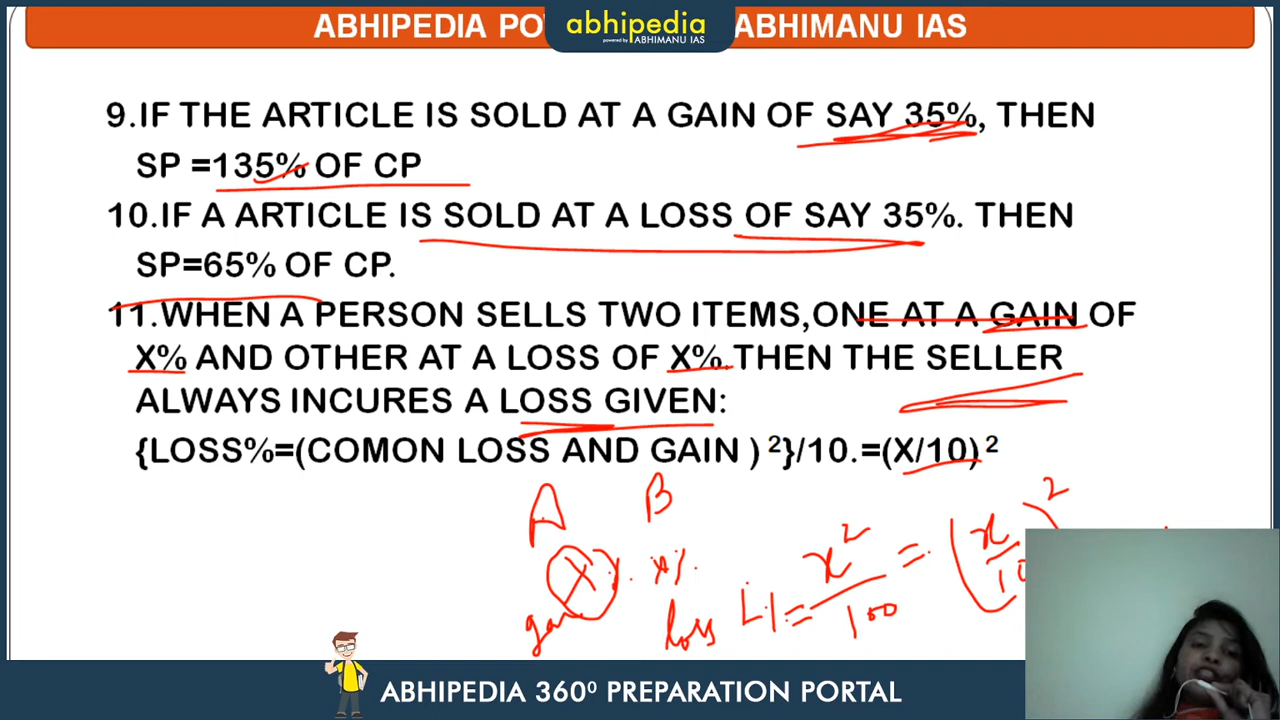 ABHIPEDIA PO
abhipedia
powered by ABHIMANU IAS
ABHIMANU IAS
9.IF THE ARTICLE IS SOLD AT A GAIN OF SAY 35%, THEN
SP =135% OF CP
10.IF A ARTICLE IS SOLD AT A LOSS OF SAY 35%. THEN
SP=65% OF CP.
11.WHEN A PERSON SELLS TWO ITEMS,ONE AT A GAIN OF
X% AND OTHER AT A LOSS OF X%.THEN THE SELLER
ALWAYS INCURES A LOSS GIVEN:
{LOSS%=(COMON LOSS AND GAIN ) ²}/10.=(X/10) ²
A B
X%. x%.
gain loss L%= x²/100 = (x/10)²
ABHIPEDIA 360⁰ PREPARATION PORTAL